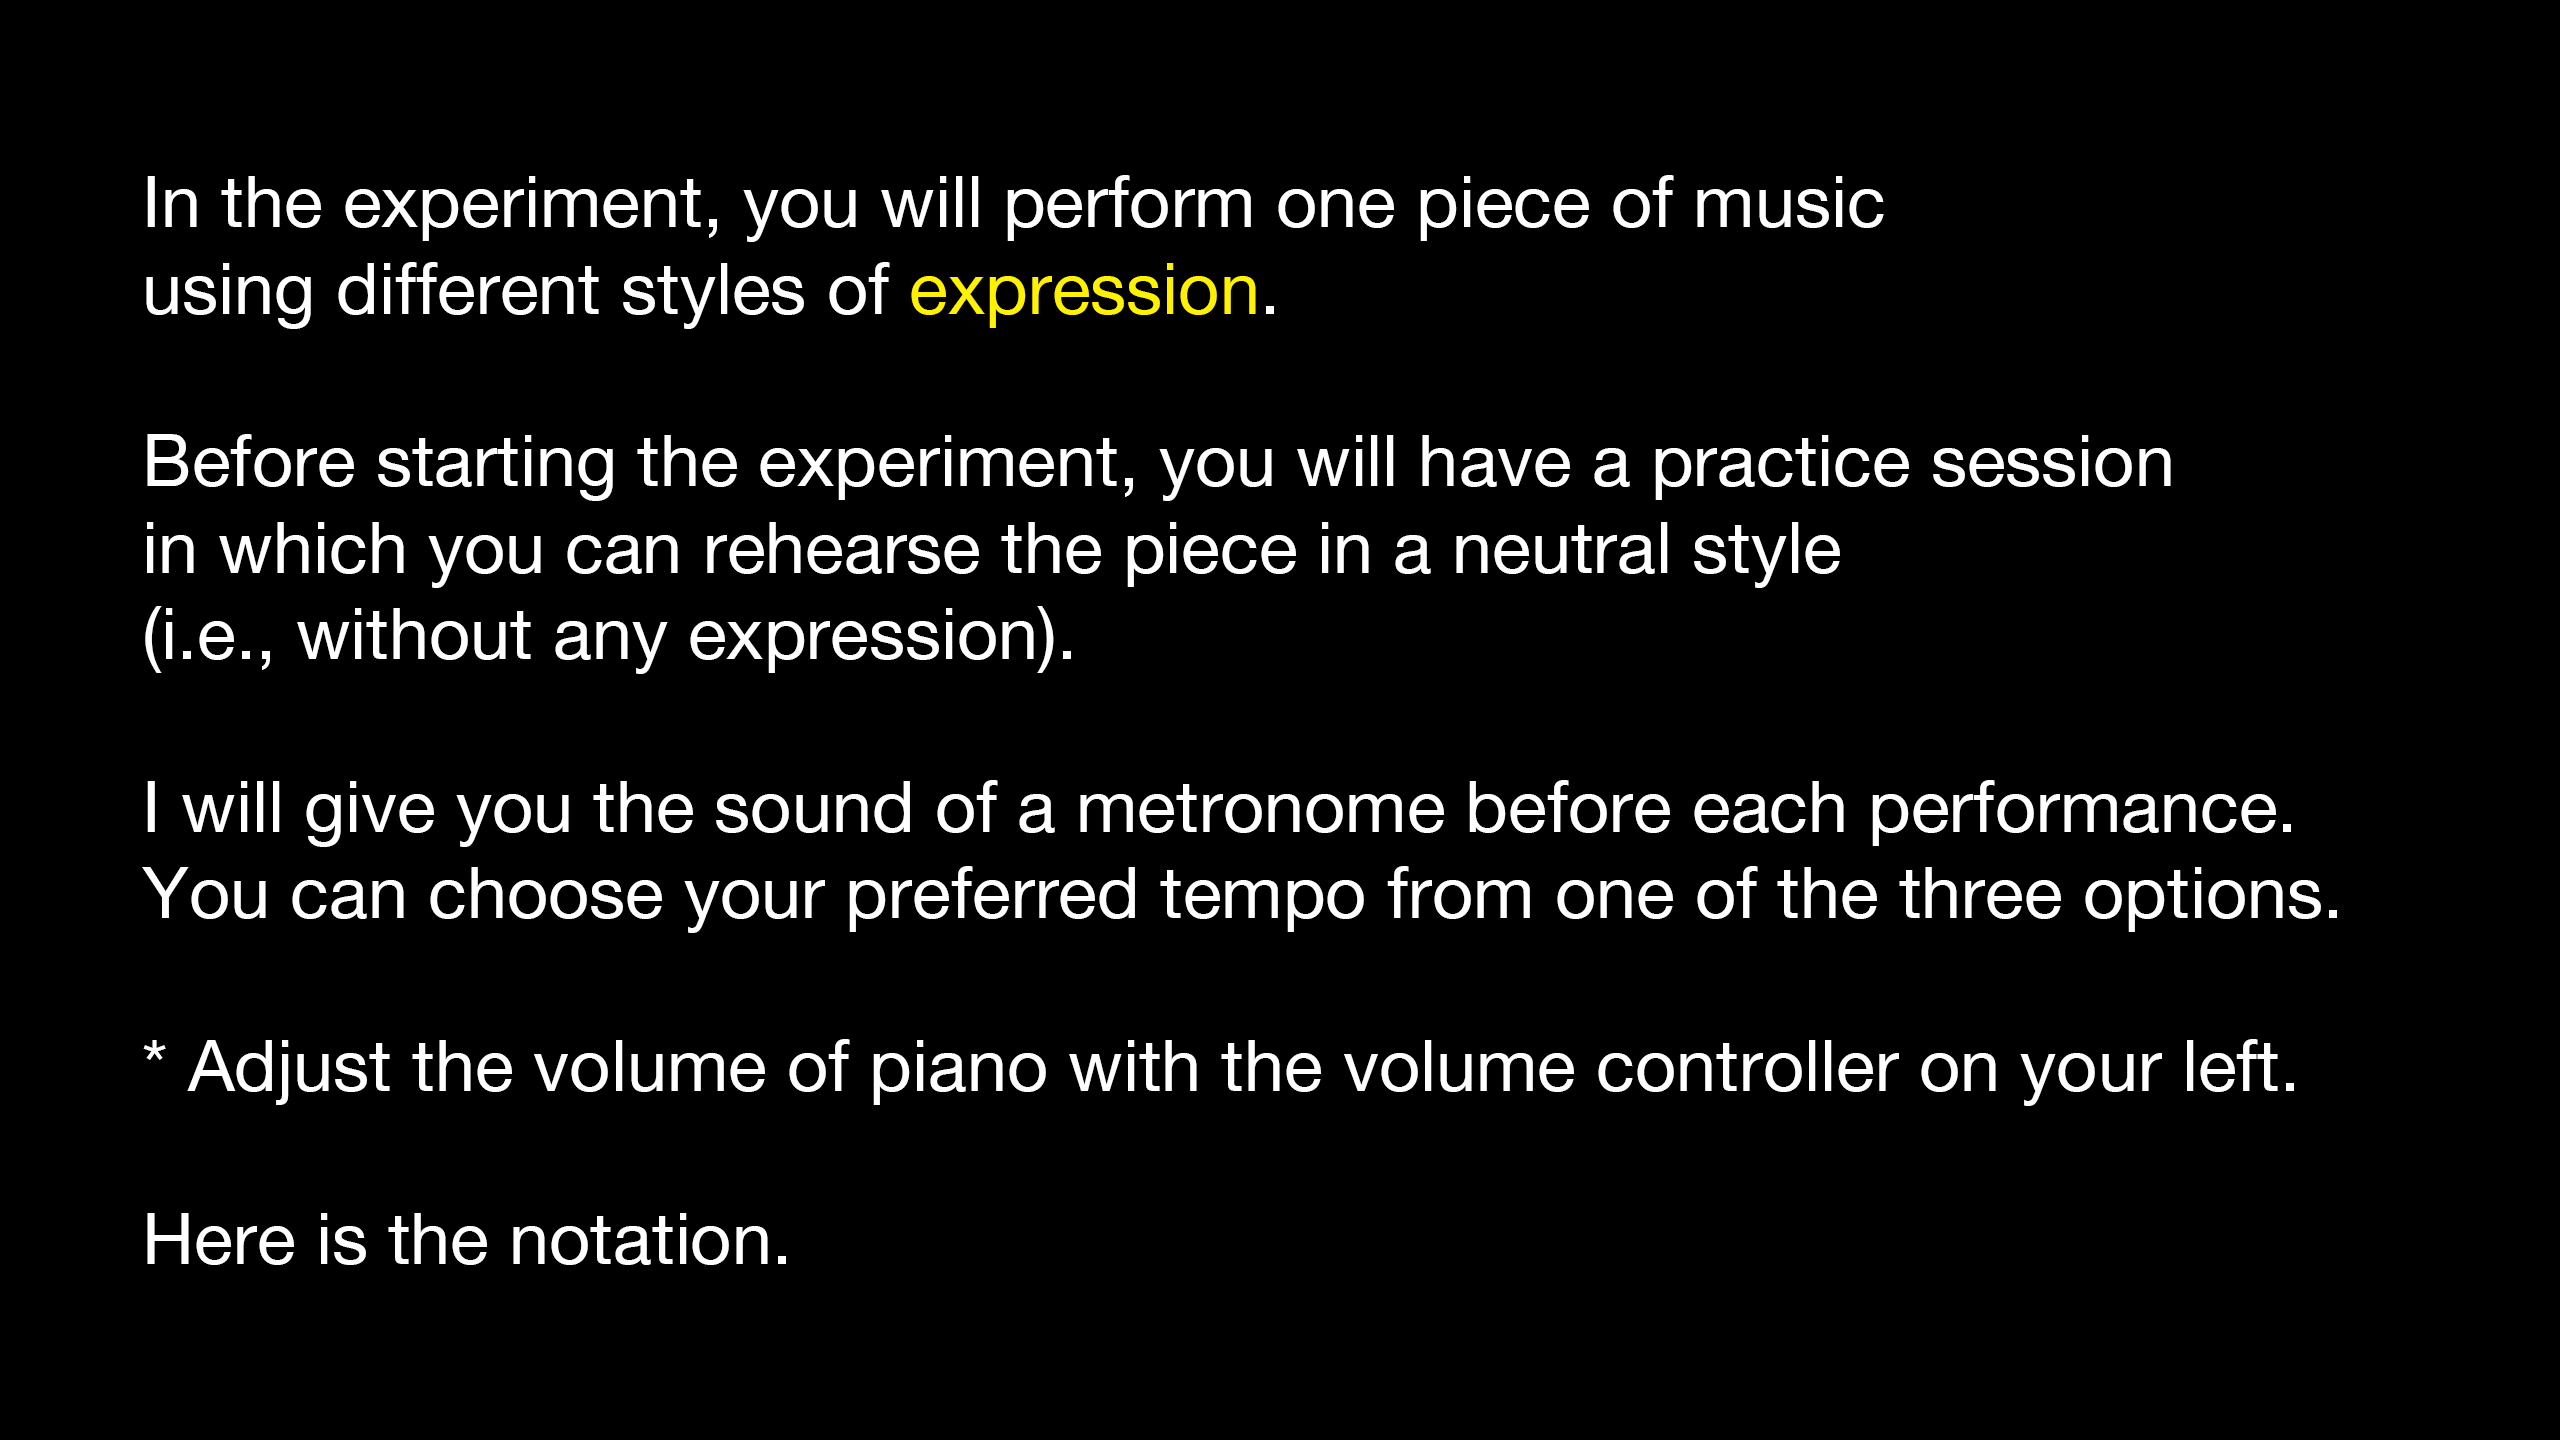 In the experiment, you will perform one piece of music
using different styles of expression.
Before starting the experiment, you will have a practice session
in which you can rehearse the piece in a neutral style
(i.e., without any expression).
I will give you the sound of a metronome before each performance.
You can choose your preferred tempo from one of the three options.
* Adjust the volume of piano with the volume controller on your left.
Here is the notation.